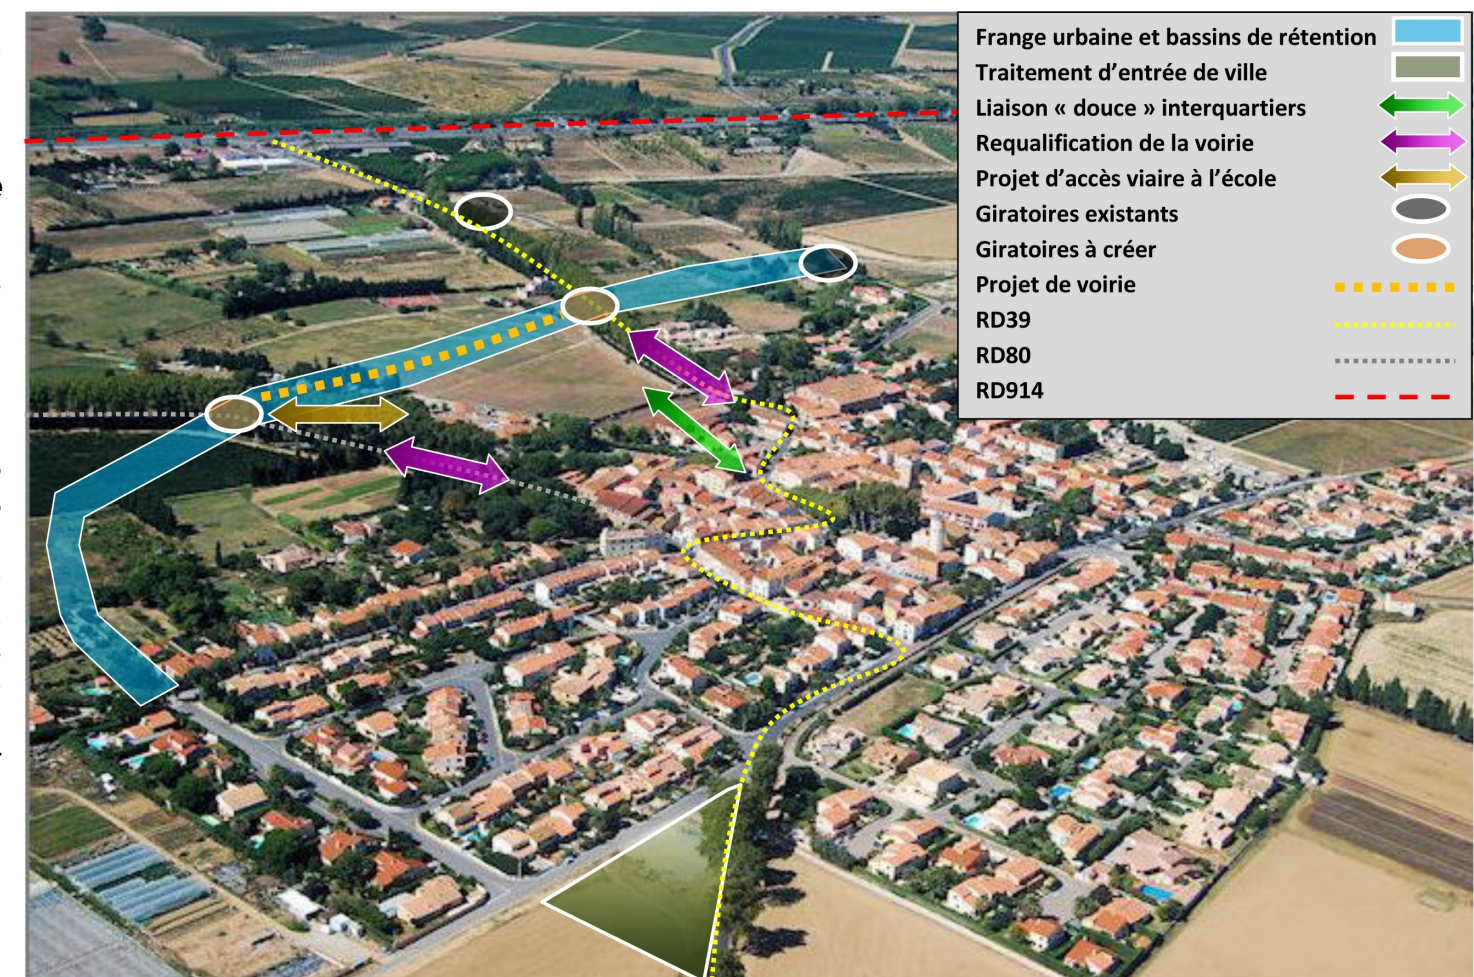 Frange urbaine et bassins de rétention
Traitement d’entrée de ville
Liaison « douce » interquartiers
Requalification de la voirie
Projet d’accès viaire à l’école
Giratoires existants
Giratoires à créer
Projet de voirie
RD39
RD80
RD914